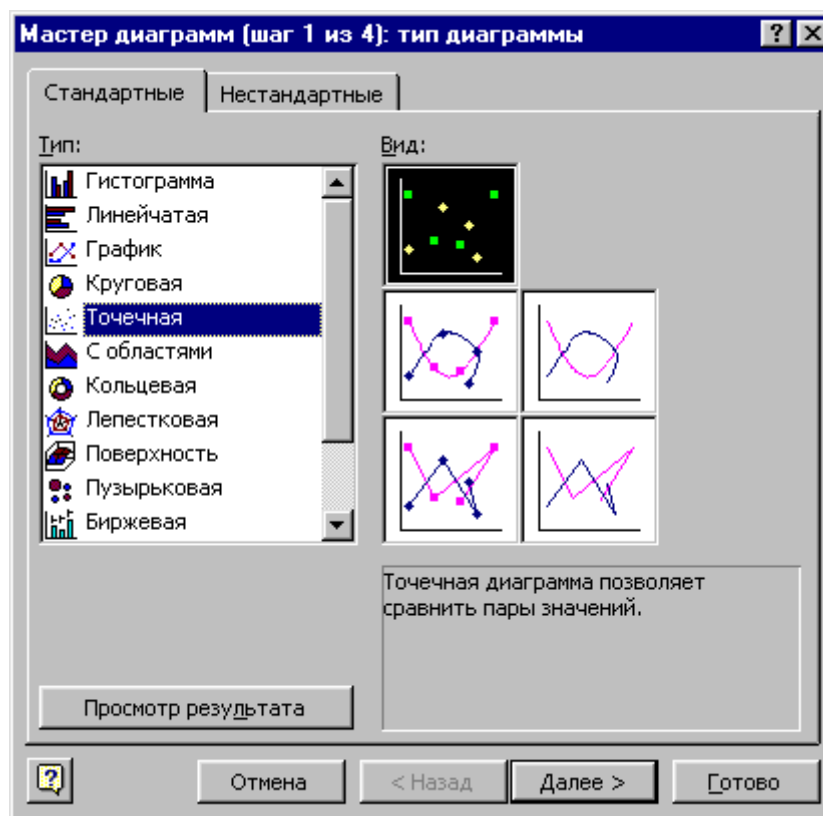 Мастер диаграмм (шаг 1 из 4): тип диаграммы
Стандартные
Нестандартные
Тип:
Вид:
Гистограмма
Линейчатая
График
Круговая
Точечная
С областями
Кольцевая
Лепестковая
Поверхность
Пузырьковая
Биржевая
Точечная диаграмма позволяет
сравнить пары значений.
Просмотр результата
Отмена
< Назад
Далее >
Готово